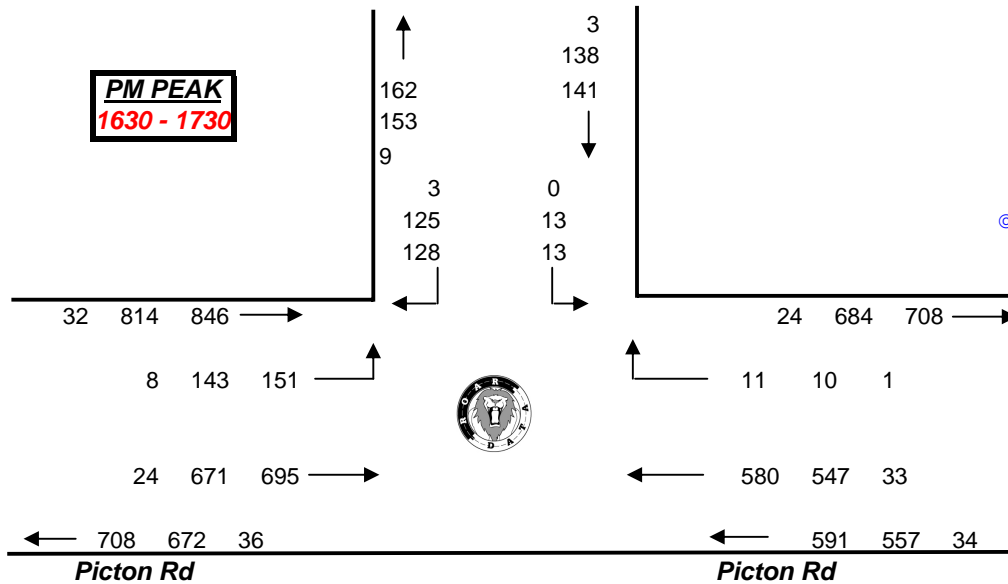 3
138
PM PEAK
162
141
1630 - 1730
153
9
3
0
125
13
©
128
13
32 814 846
24 684 708
8 143 151
11 10 1
ROAR DATA
24 671 695
580 547 33
708 672 36
591 557 34
Picton Rd
Picton Rd